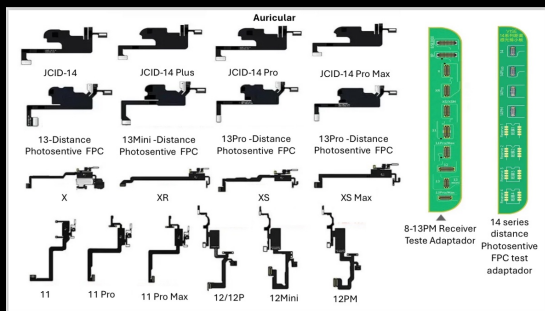 Auricular
JCID-14
JCID-14 Plus
JCID-14 Pro
JCID-14 Pro Max
13-Distance
Photosentive FPC
13Mini -Distance
Photosentive FPC
13Pro -Distance
Photosentive FPC
13Pro -Distance
Photosentive FPC
X
XR
XS
XS Max
11
11 Pro
11 Pro Max
12/12P
12Mini
12PM
8-13PM Receiver
Teste Adaptador
14 series
distance
Photosentive
FPC test
adaptador